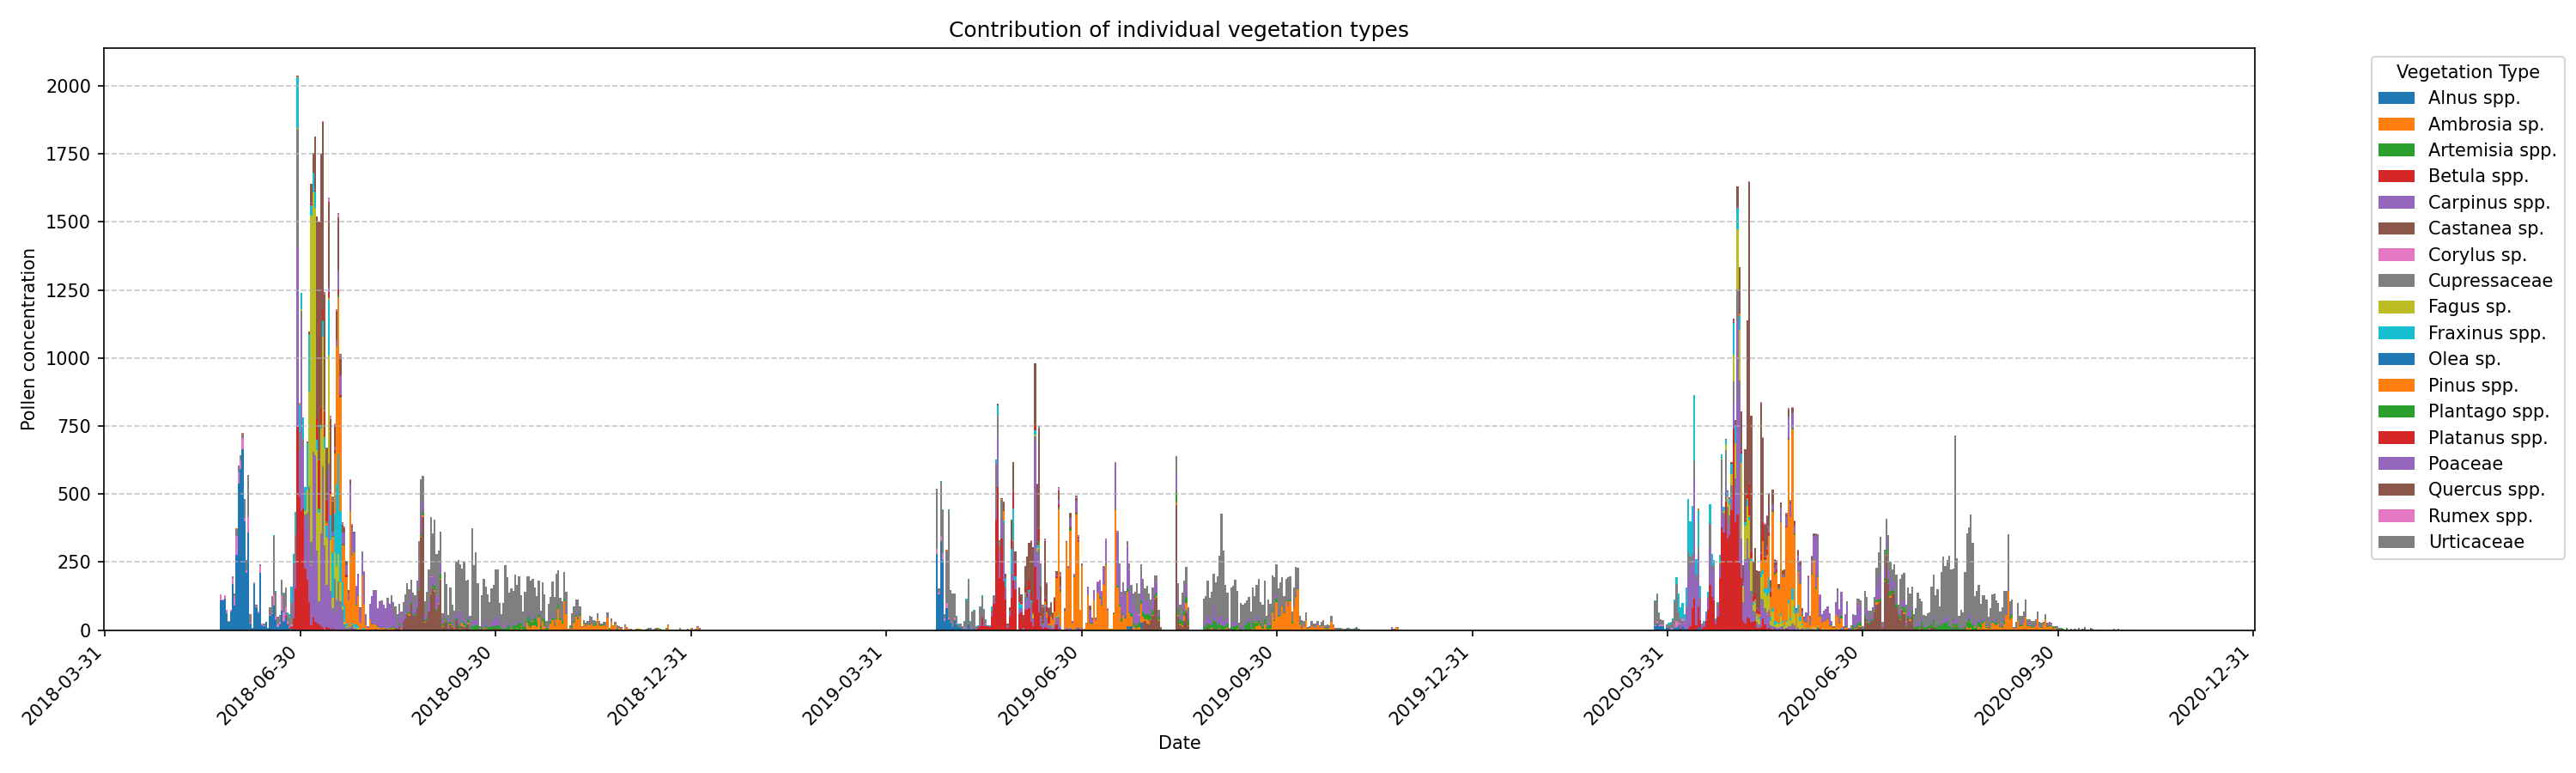 Contribution of individual vegetation types
Pollen concentration
2000
1750
1500
1250
1000
750
500
250
0
2018-03-31
2018-06-30
2018-09-30
2018-12-31
2019-03-31
2019-06-30
2019-09-30
2019-12-31
2020-03-31
2020-06-30
2020-09-30
2020-12-31
Date
Vegetation Type
Alnus spp.
Ambrosia sp.
Artemisia spp.
Betula spp.
Carpinus spp.
Castanea sp.
Corylus sp.
Cupressaceae
Fagus sp.
Fraxinus spp.
Olea sp.
Pinus spp.
Plantago spp.
Platanus spp.
Poaceae
Quercus spp.
Rumex spp.
Urticaceae